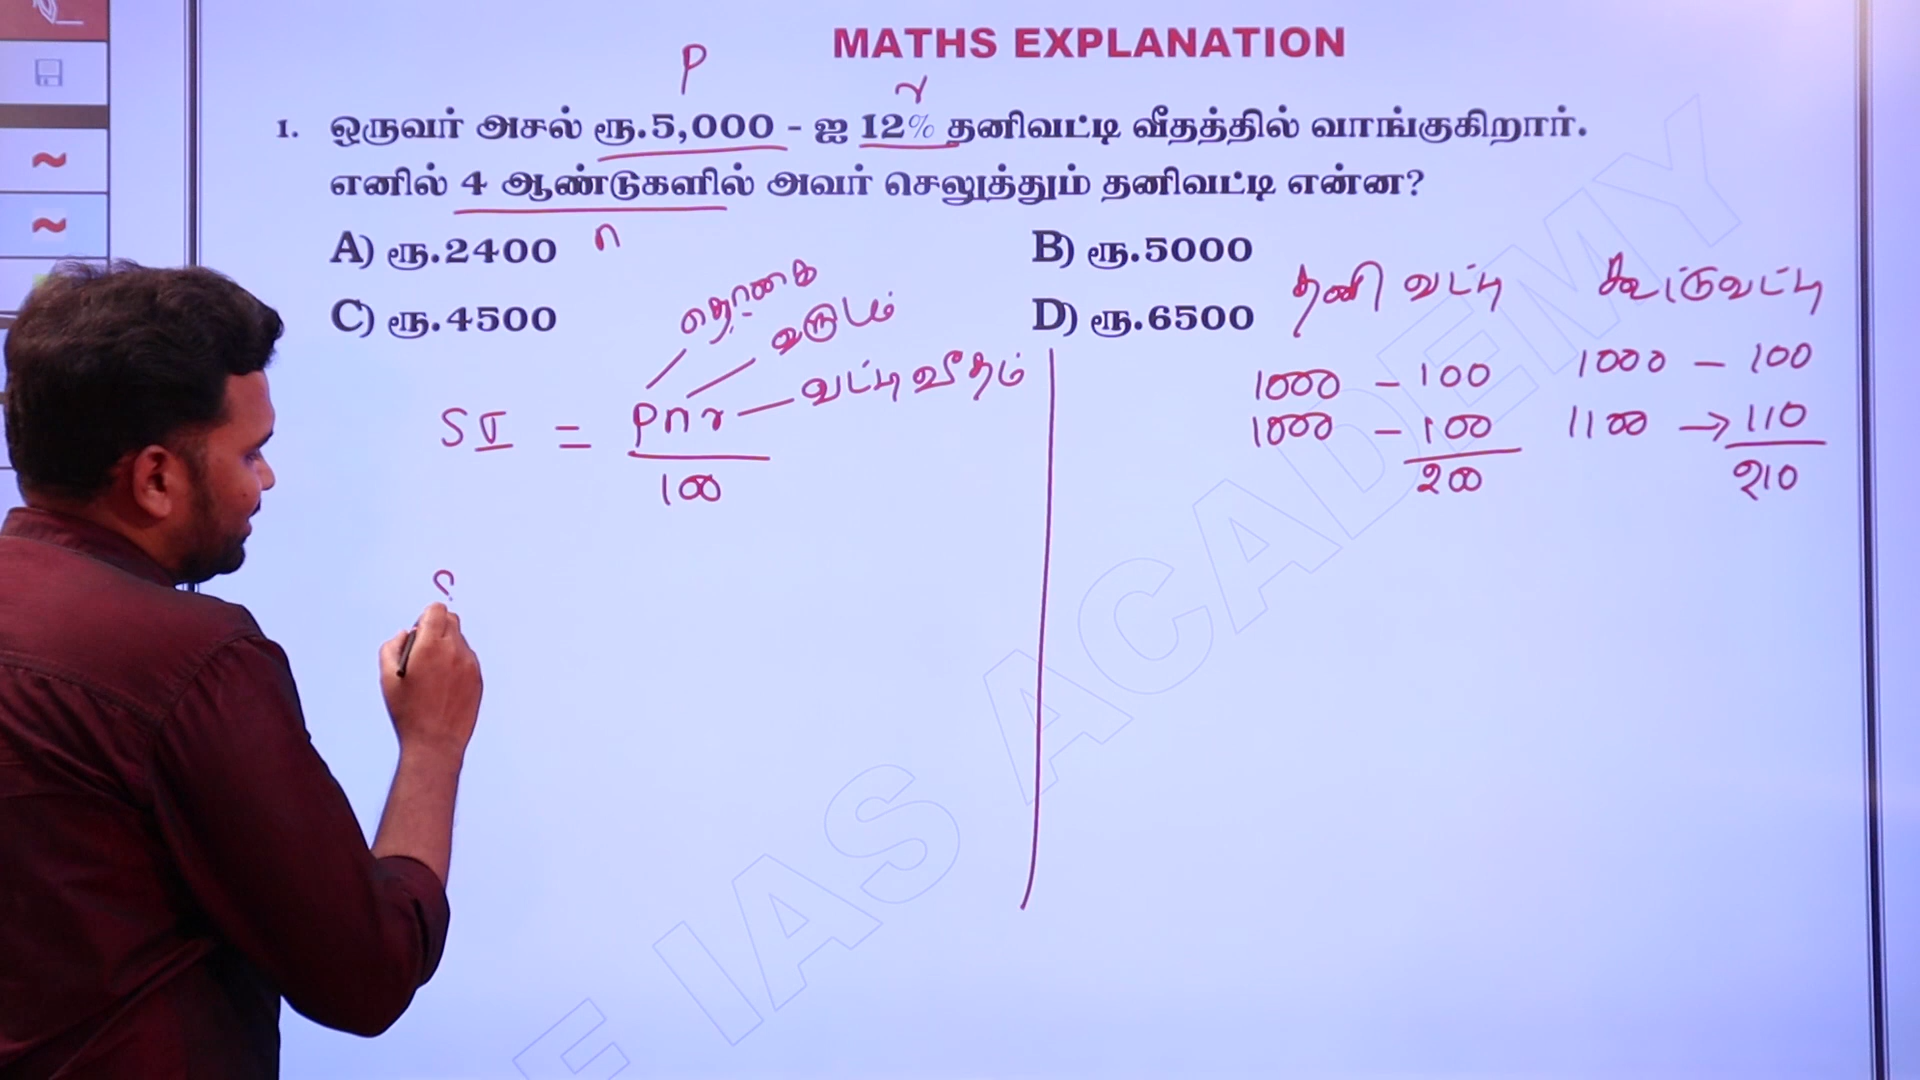 MATHS EXPLANATION
P
r
1. ஒருவர் அசல் ரூ.5,000 - ஐ 12% தனிவட்டி வீதத்தில் வாங்குகிறார்.
எனில் 4 ஆண்டுகளில் அவர் செலுத்தும் தனிவட்டி என்ன?
n
A) ரூ.2400
B) ரூ.5000
C) ரூ.4500
D) ரூ.6500
தொகை
வருடம்
வட்டிவீதம்
SI = Pnr
100
S
தனி வட்டி
1000 - 100
1000 - 100
200
கூட்டுவட்டி
1000 - 100
1100 → 110
210
IAS ACADEMY